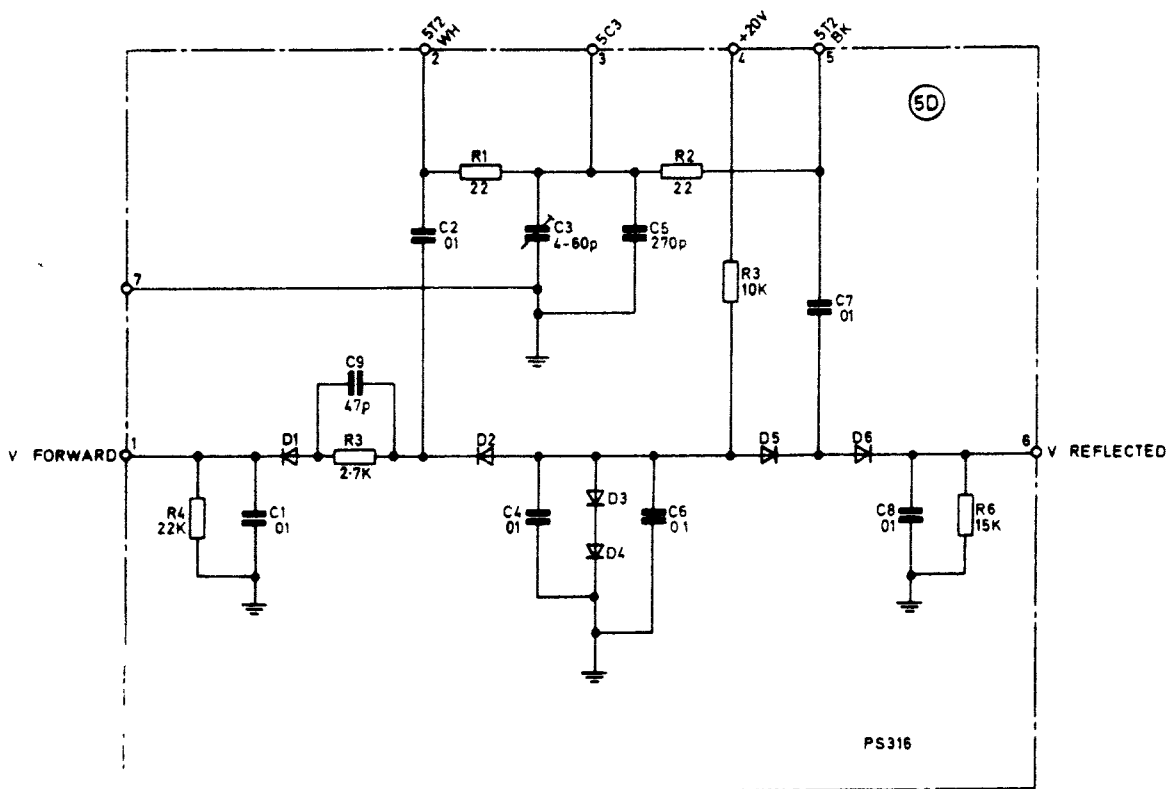 5T2
WH
2
5C3
3
+20V
4
5T2
BK
5
5D
R1
22
R2
22
C2
01
C3
4-60p
C5
270p
R3
10K
C7
01
7
C9
47p
V FORWARD
1
D1
R3
2·7K
D2
D5
D6
6
V REFLECTED
R4
22K
C1
01
C4
01
D3
D4
C6
0 1
C8
01
R6
15K
PS316